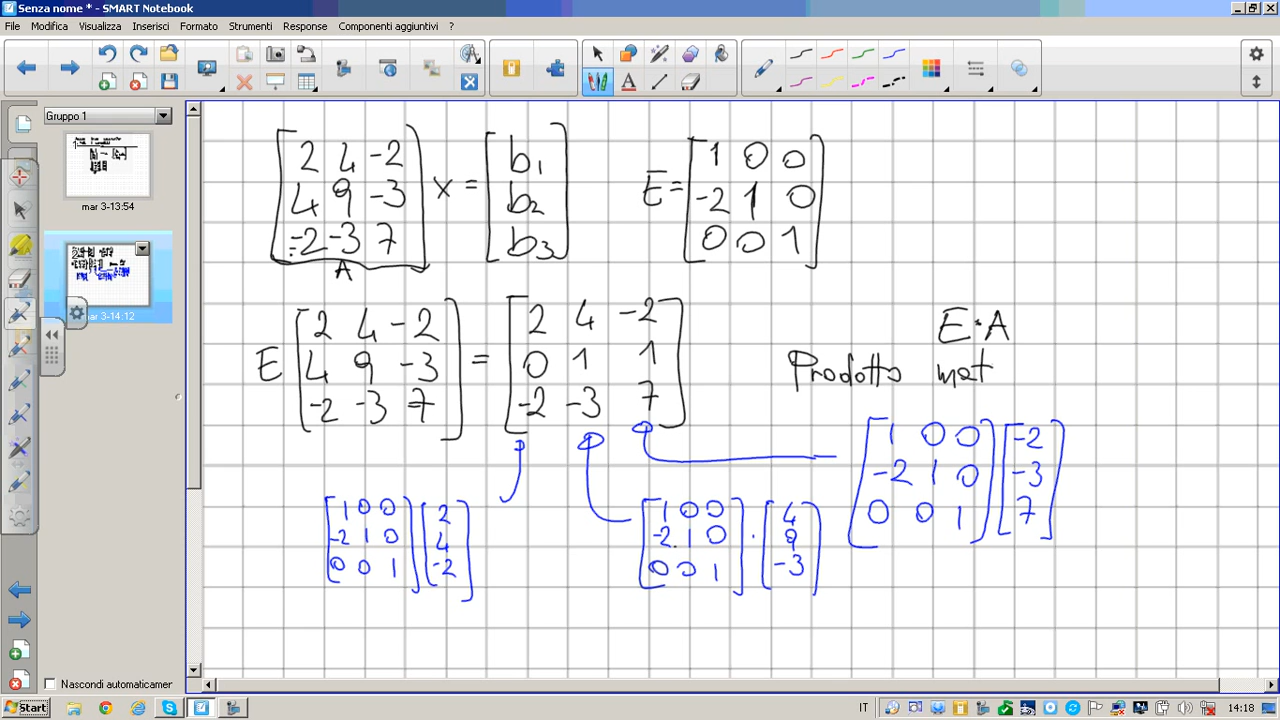 Senza nome * - SMART Notebook
File Modifica Visualizza Inserisci Formato Strumenti Response Componenti aggiuntivi ?
Gruppo 1
mar 3-13:54
mar 3-14:12
2 4 -2
4 9 -3
-2 -3 7
A
x =
b1
b2
b3
E =
1 0 0
-2 1 0
0 0 1
E
2 4 -2
4 9 -3
-2 -3 7
=
2 4 -2
0 1 1
-2 -3 7
E·A
Prodotto mat
1 0 0
-2 1 0
0 0 1
-2
-3
7
1 0 0
-2 1 0
0 0 1
2
4
-2
1 0 0
-2 1 0
0 0 1
·
4
9
-3
Nascondi automaticamer
Start
IT
14:18